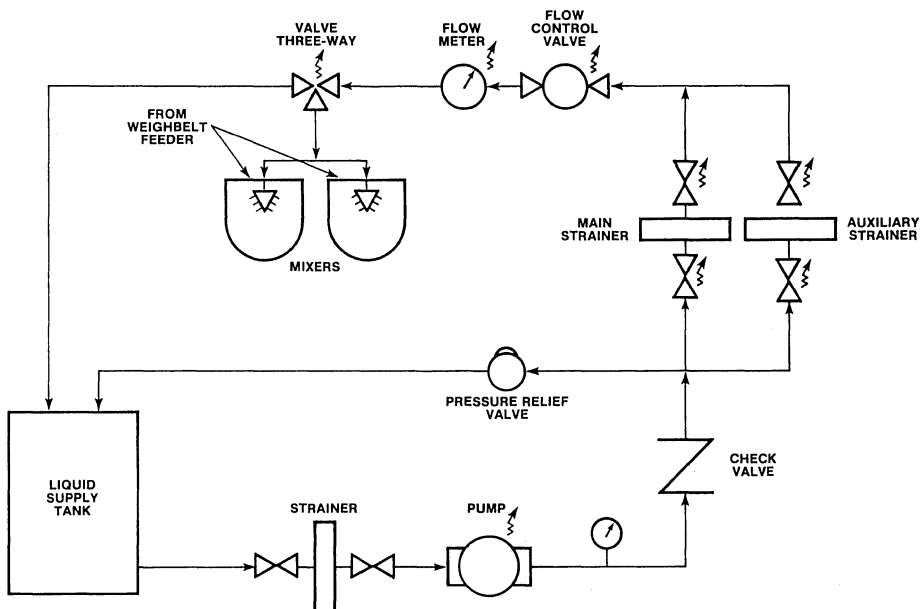 VALVE
THREE-WAY
FLOW
METER
FLOW
CONTROL
VALVE
FROM
WEIGHBELT
FEEDER
MIXERS
MAIN
STRAINER
AUXILIARY
STRAINER
PRESSURE RELIEF
VALVE
CHECK
VALVE
LIQUID
SUPPLY
TANK
STRAINER
PUMP